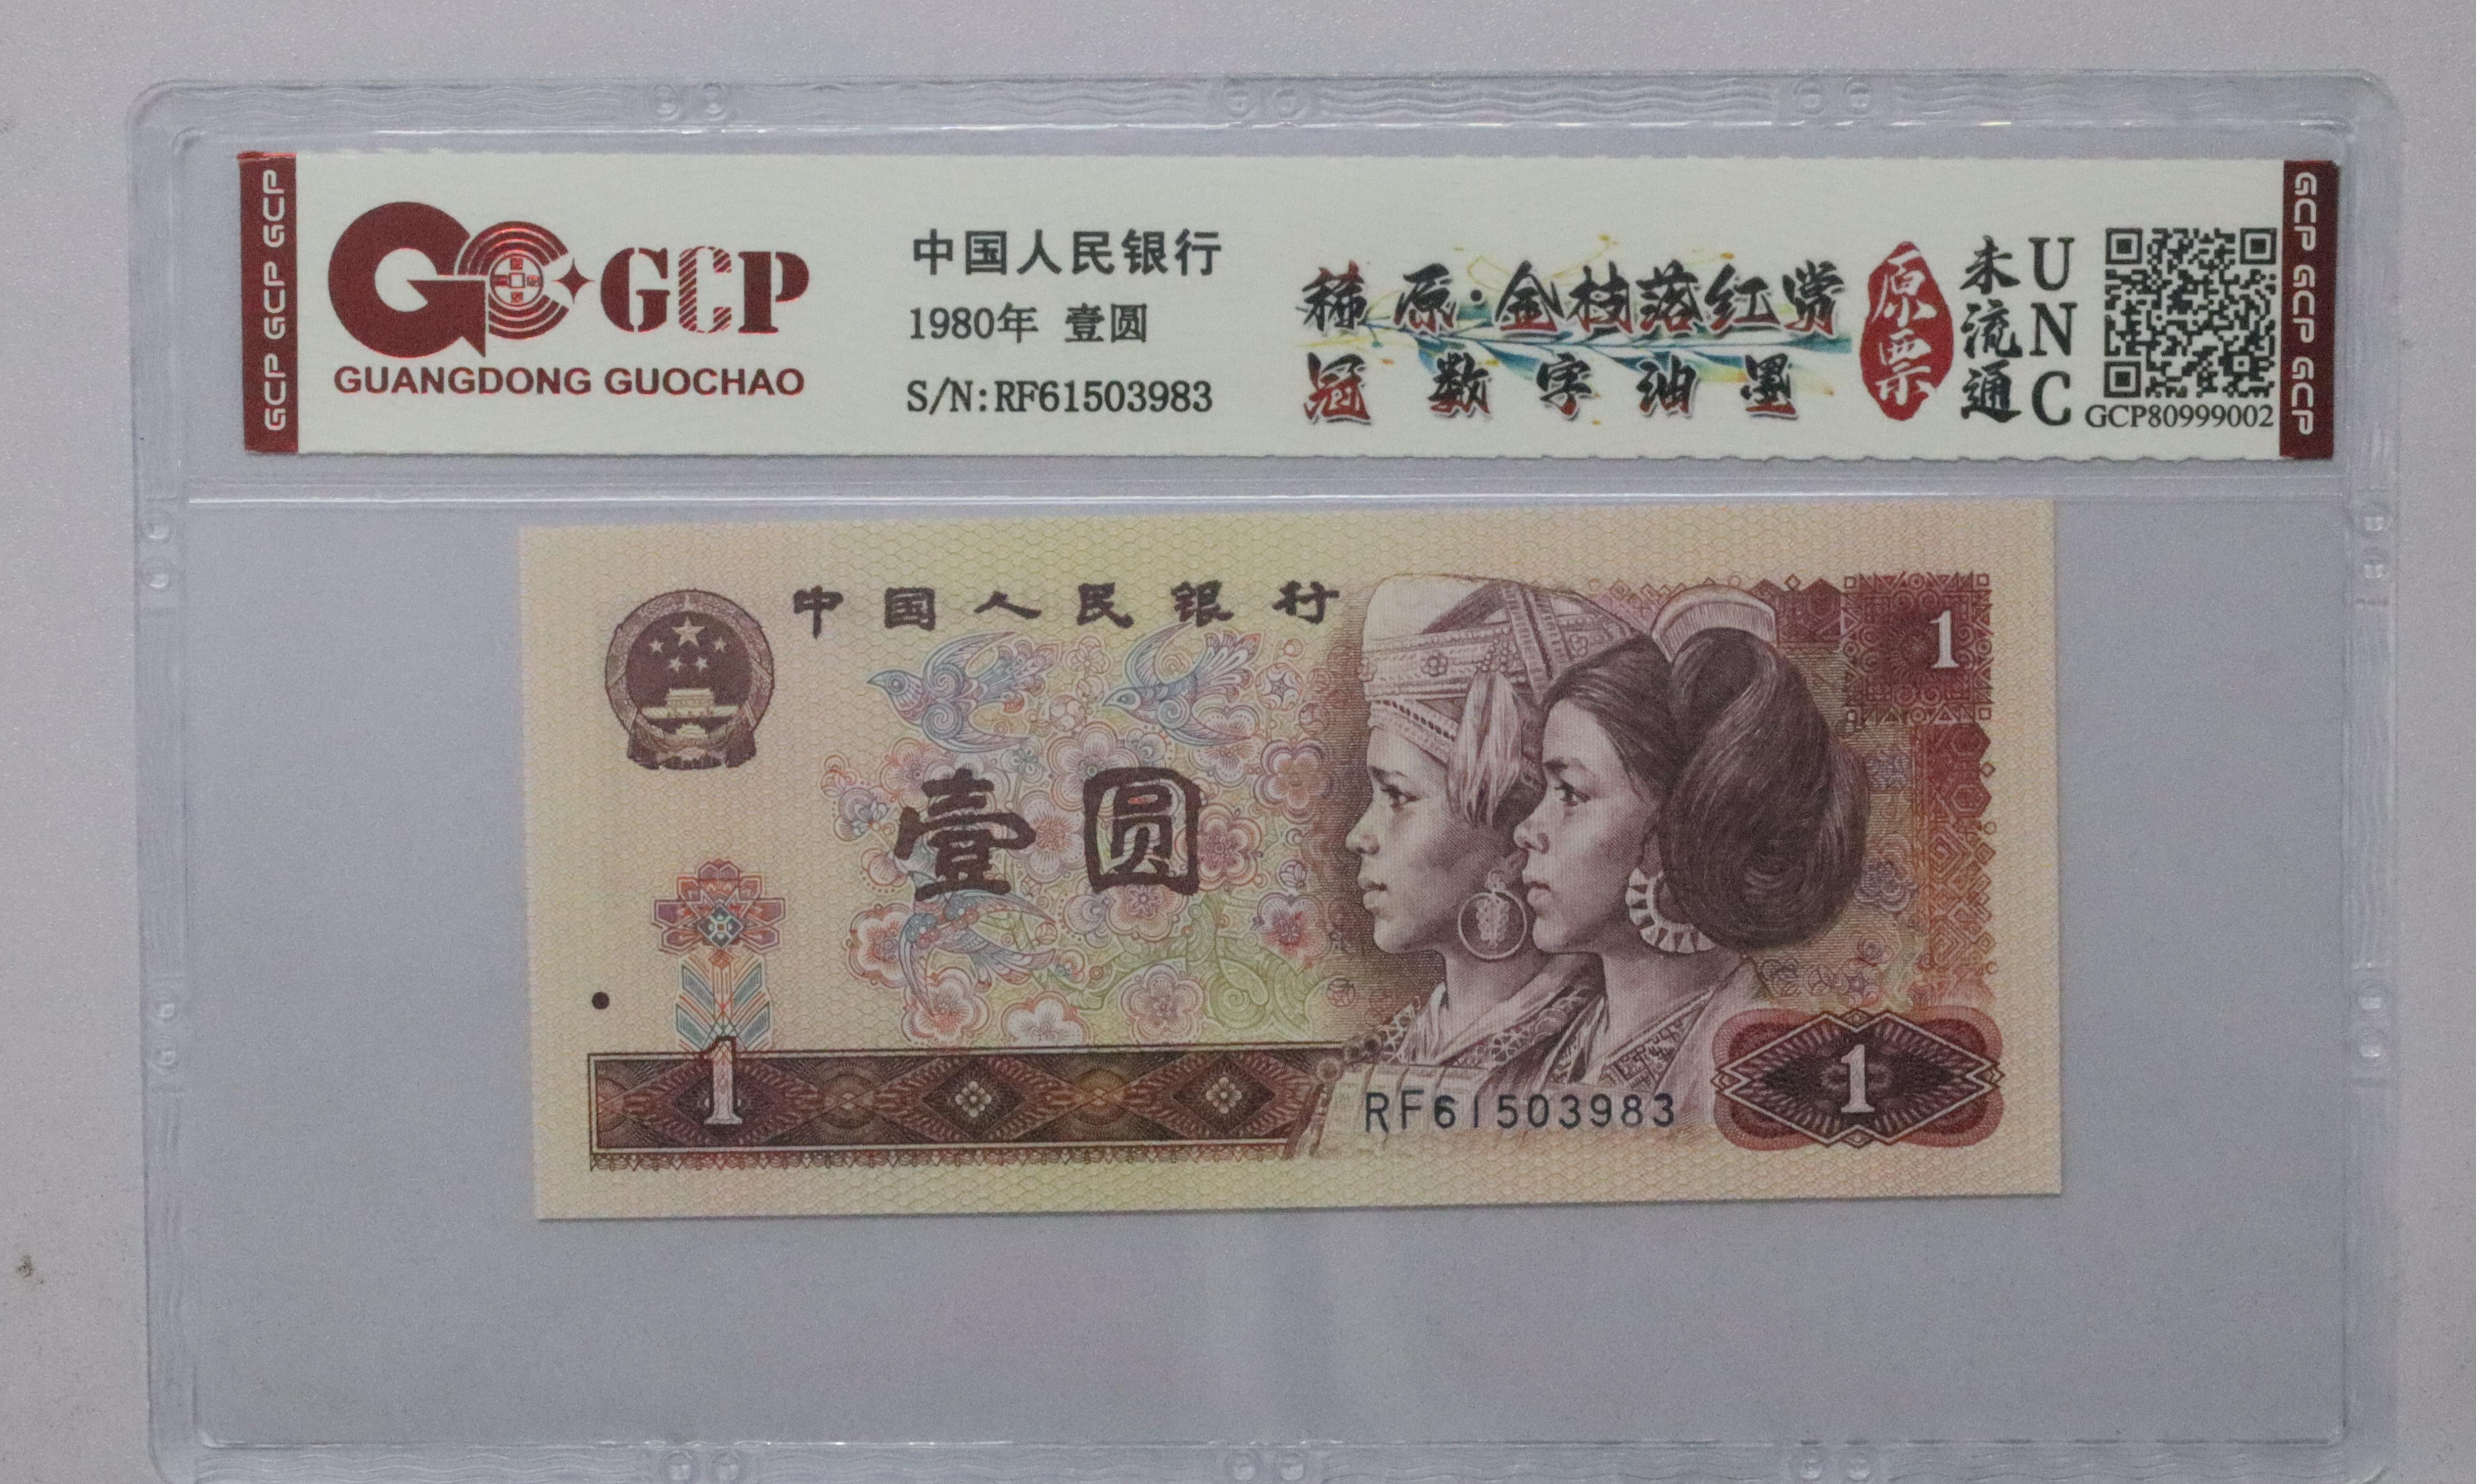 GCP GCP GCP
GCP
GUANGDONG GUOCHAO
中国人民银行
1980年 壹圆
S/N:RF61503983
稀原·金枝落红赏
冠数字油墨
原票
未流通
UNC
GCP80999002
GCP GCP GCP
中国人民银行
1
壹圆
1
1
RF61503983